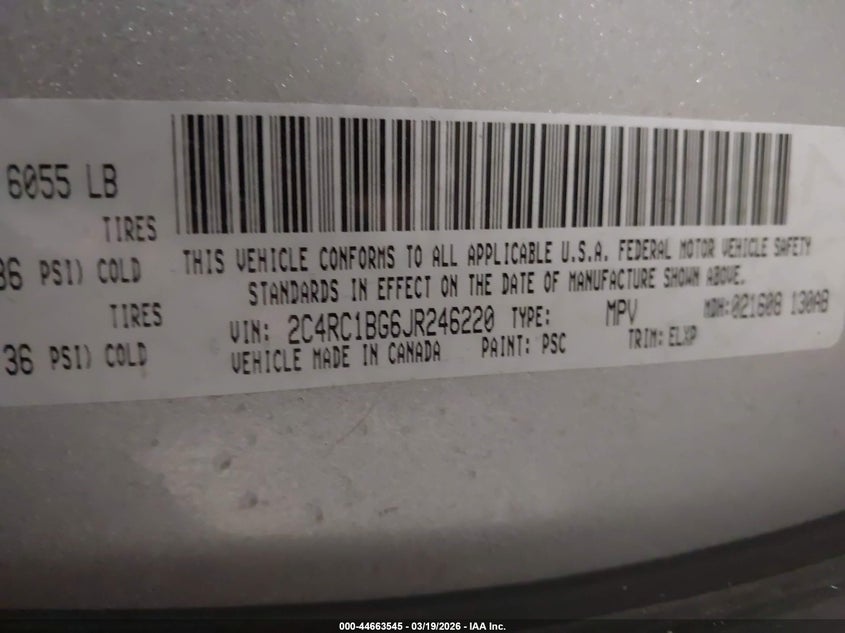 6055 LB
TIRES
36 PSI) COLD
TIRES
36 PSI) COLD
THIS VEHICLE CONFORMS TO ALL APPLICABLE U.S.A. FEDERAL MOTOR VEHICLE SAFETY
STANDARDS IN EFFECT ON THE DATE OF MANUFACTURE SHOWN ABOVE.
VIN: 2C4RC1BG6JR246220 TYPE: MPV MDH:021608 130AB
VEHICLE MADE IN CANADA PAINT: PSC TRIM: ELXP
000-44663545 - 03/19/2026 - IAA Inc.